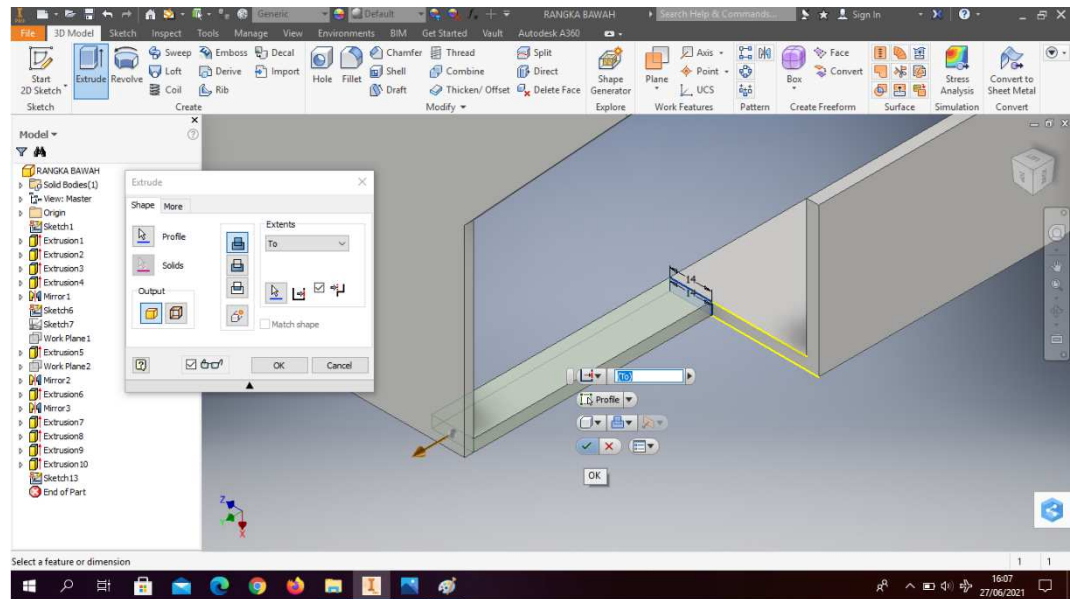 Generic
Default
RANGKA BAWAH
Search Help & Commands...
Sign In
File 3D Model Sketch Inspect Tools Manage View Environments BIM Get Started Vault Autodesk A360
Start 2D Sketch
Extrude
Revolve
Sweep Emboss Decal
Loft Derive Import
Coil Rib
Hole
Fillet
Chamfer Thread Split
Shell Combine Direct
Draft Thicken/ Offset Delete Face
Shape Generator
Plane
Axis
Point
UCS
Box
Face
Convert
Stress Analysis
Convert to Sheet Metal
Sketch Create Modify Explore Work Features Pattern Create Freeform Surface Simulation Convert
Model
RANGKA BAWAH
Solid Bodies(1)
View: Master
Origin
Sketch1
Extrusion1
Extrusion2
Extrusion3
Extrusion4
Mirror1
Sketch6
Sketch7
Work Plane1
Extrusion5
Work Plane2
Mirror2
Extrusion6
Mirror3
Extrusion7
Extrusion8
Extrusion9
Extrusion10
Sketch13
End of Part
Extrude
Shape More
Profile
Solids
Output
Extents
To
Match shape
OK Cancel
14
14
To
Profile
OK
Z
Y
X
Select a feature or dimension
1 1
16:07
27/06/2021